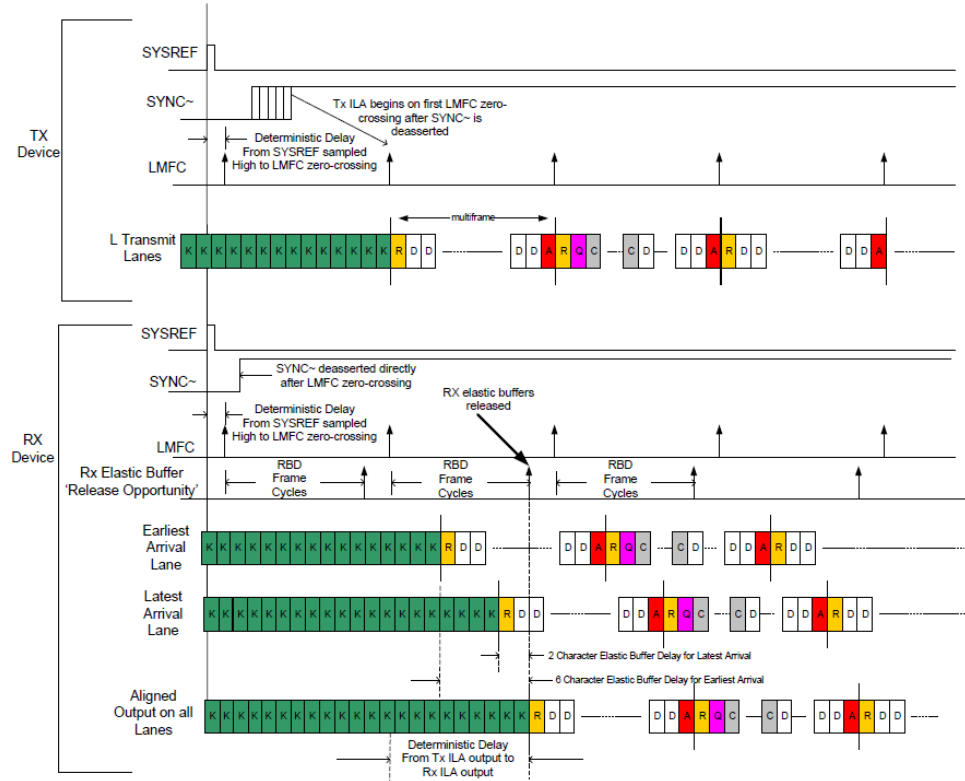 TX
Device
SYSREF
SYNC~
Tx ILA begins on first LMFC zero-
crossing after SYNC~ is
deasserted
Deterministic Delay
From SYSREF sampled
High to LMFC zero-crossing
LMFC
multiframe
L Transmit
Lanes
K K K K K K K K K K K K K K R D D D D A R Q C C D D D A R D D D D A
RX
Device
SYSREF
SYNC~
SYNC~ deasserted directly
after LMFC zero-crossing
RX elastic buffers
released
Deterministic Delay
From SYSREF sampled
High to LMFC zero-crossing
LMFC
Rx Elastic Buffer
'Release Opportunity'
RBD
Frame
Cycles
RBD
Frame
Cycles
RBD
Frame
Cycles
Earliest
Arrival
Lane
K K K K K K K K K K K K K K K K R D D D D A R Q C C D D D A R D D
Latest
Arrival
Lane
K K K K K K K K K K K K K K K K K K K K R D D D D A R Q C C D D D A R D D
2 Character Elastic Buffer Delay for Latest Arrival
6 Character Elastic Buffer Delay for Earliest Arrival
Aligned
Output on all
Lanes
K K K K K K K K K K K K K K K K K K K K K K R D D D D A R Q C C D D D A R D D
Deterministic Delay
From Tx ILA output to
Rx ILA output